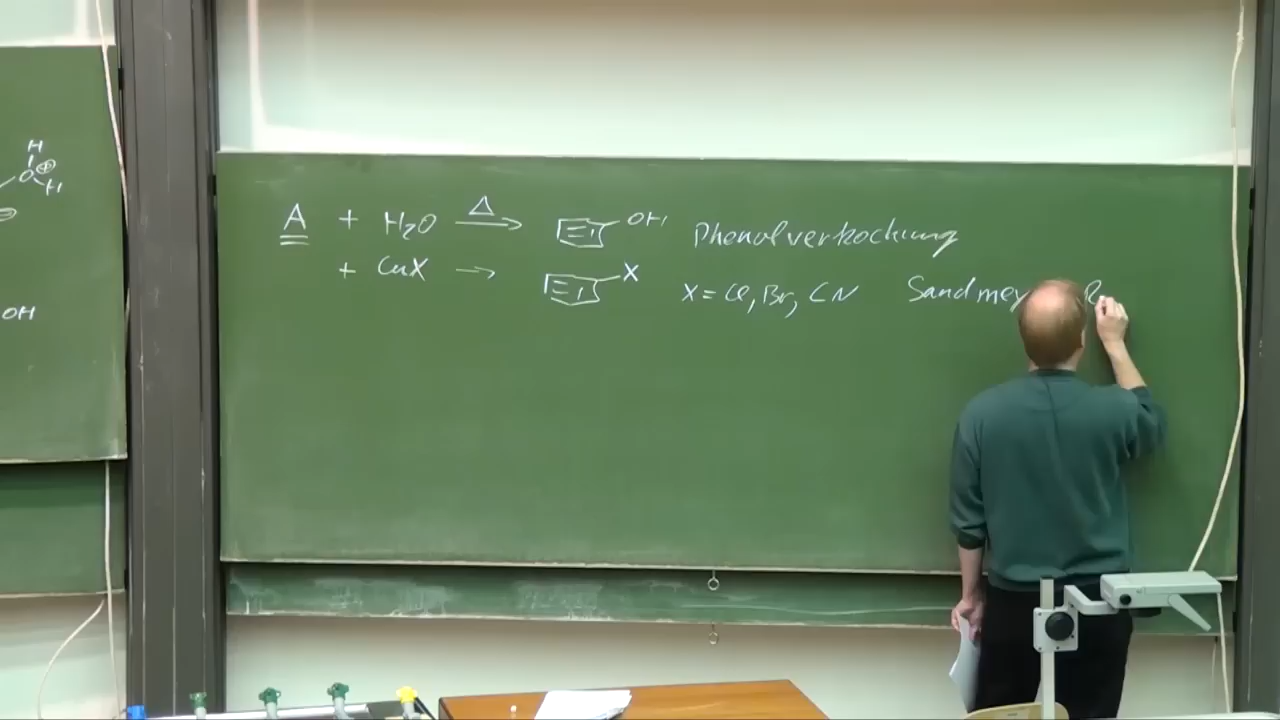 H
O ⊕
H
OH
A + H₂O Δ → OH Phenolverkochung
+ CuX → X X = Cl, Br, CN Sandmey R